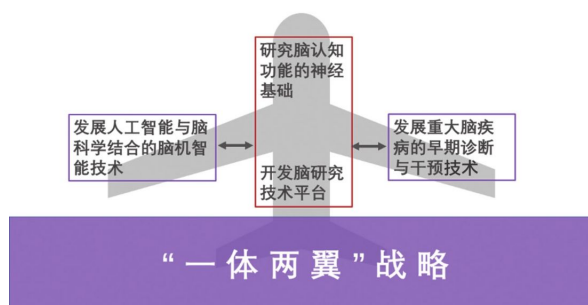 研究脑认知
功能的神经
基础
开发脑研究
技术平台
发展人工智能与脑
科学结合的脑机智
能技术
发展重大脑疾
病的早期诊断
与干预技术
“一体两翼”战略